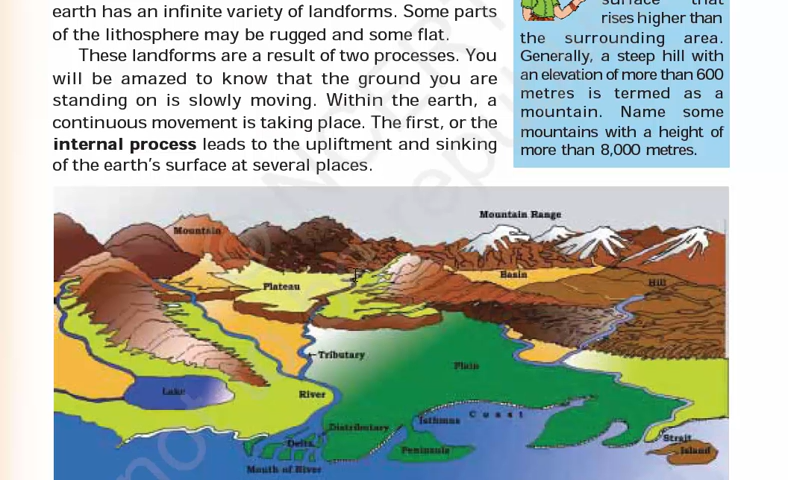 earth has an infinite variety of landforms. Some parts
of the lithosphere may be rugged and some flat.
These landforms are a result of two processes. You
will be amazed to know that the ground you are
standing on is slowly moving. Within the earth, a
continuous movement is taking place. The first, or the
internal process leads to the upliftment and sinking
of the earth's surface at several places.
surface that
rises higher than
the surrounding area.
Generally, a steep hill with
an elevation of more than 600
metres is termed as a
mountain. Name some
mountains with a height of
more than 8,000 metres.
Mountain Range
Mountain
Basin
Hill
Plateau
Tributary
Plain
Lake
River
Coast
Isthmus
Distributary
Strait
Delta
Peninsula
Island
Mouth of River